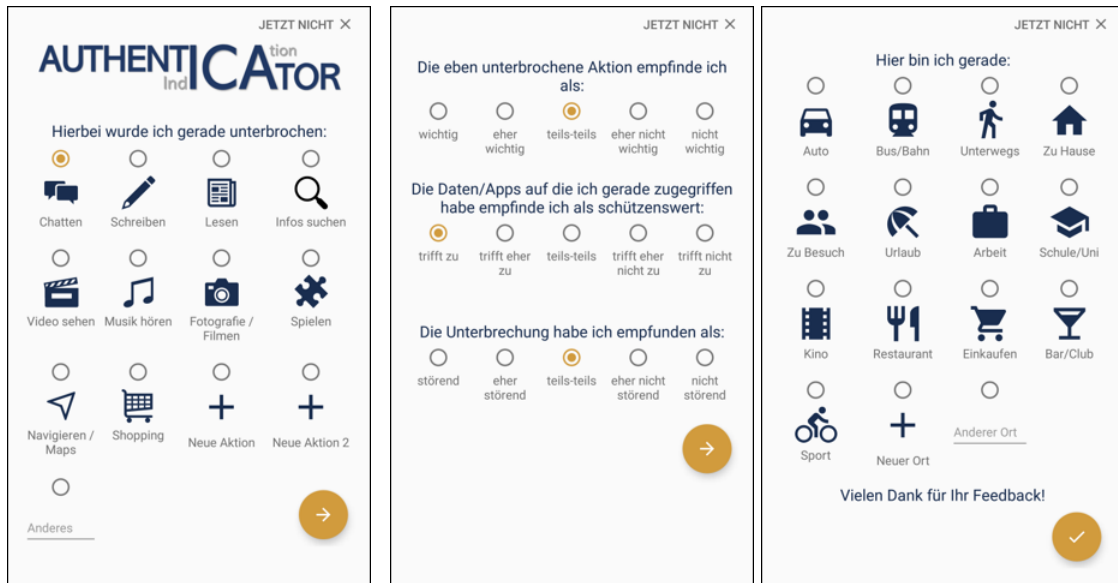 JETZT NICHT ×
AUTHENTICAtion
IndICATOR
Hierbei wurde ich gerade unterbrochen:
Chatten Schreiben Lesen Infos suchen
Video sehen Musik hören Fotografie / Spielen
Filmen
Navigieren / Shopping Neue Aktion Neue Aktion 2
Maps
Anderes
JETZT NICHT ×
Die eben unterbrochene Aktion empfinde ich
als:
wichtig eher teils-teils eher nicht nicht
wichtig wichtig wichtig
Die Daten/Apps auf die ich gerade zugegriffen
habe empfinde ich als schützenswert:
trifft zu trifft eher teils-teils trifft eher trifft nicht
zu nicht zu zu
Die Unterbrechung habe ich empfunden als:
störend eher teils-teils eher nicht nicht
störend störend störend
JETZT NICHT ×
Hier bin ich gerade:
Auto Bus/Bahn Unterwegs Zu Hause
Zu Besuch Urlaub Arbeit Schule/Uni
Kino Restaurant Einkaufen Bar/Club
Sport Neuer Ort Anderer Ort
Vielen Dank für Ihr Feedback!